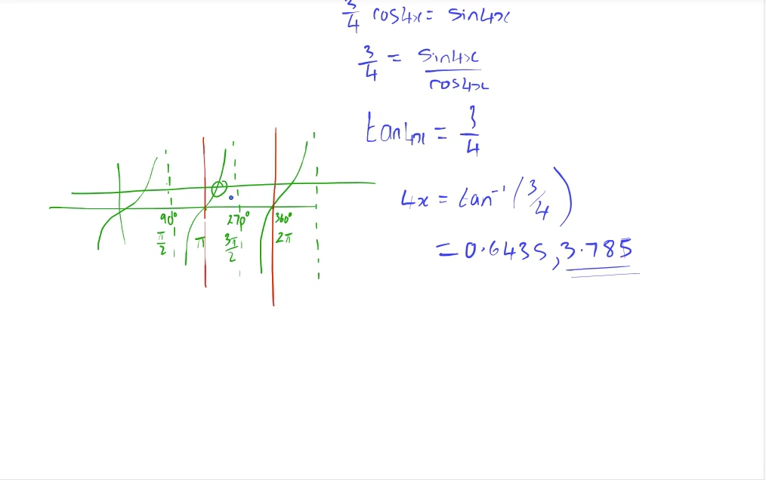 3/4 cos4x = sin4x
3/4 = sin4x/cos4x
tan4x = 3/4
4x = tan⁻¹(3/4)
= 0.6435, 3.785
90° 270° 360°
π/2 π 3π/2 2π